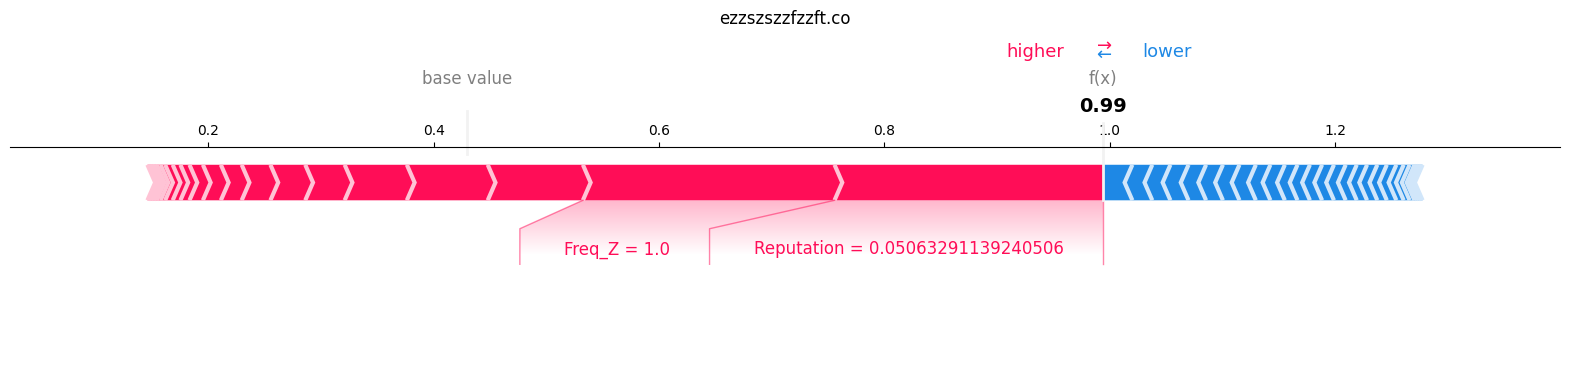 ezzszszzfzzft.co
higher → ← lower
base value f(x)
0.99
0.2 0.4 0.6 0.8 1.0 1.2
Freq_Z = 1.0 Reputation = 0.05063291139240506